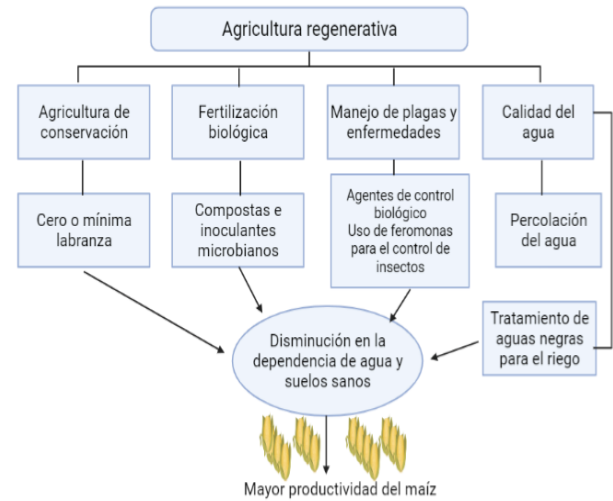 Agricultura regenerativa
Agricultura de
conservación
Fertilización
biológica
Manejo de plagas y
enfermedades
Calidad del
agua
Cero o mínima
labranza
Compostas e
inoculantes
microbianos
Agentes de control
biológico
Uso de feromonas
para el control de
insectos
Percolación
del agua
Tratamiento de
aguas negras
para el riego
Disminución en la
dependencia de agua y
suelos sanos
Mayor productividad del maíz